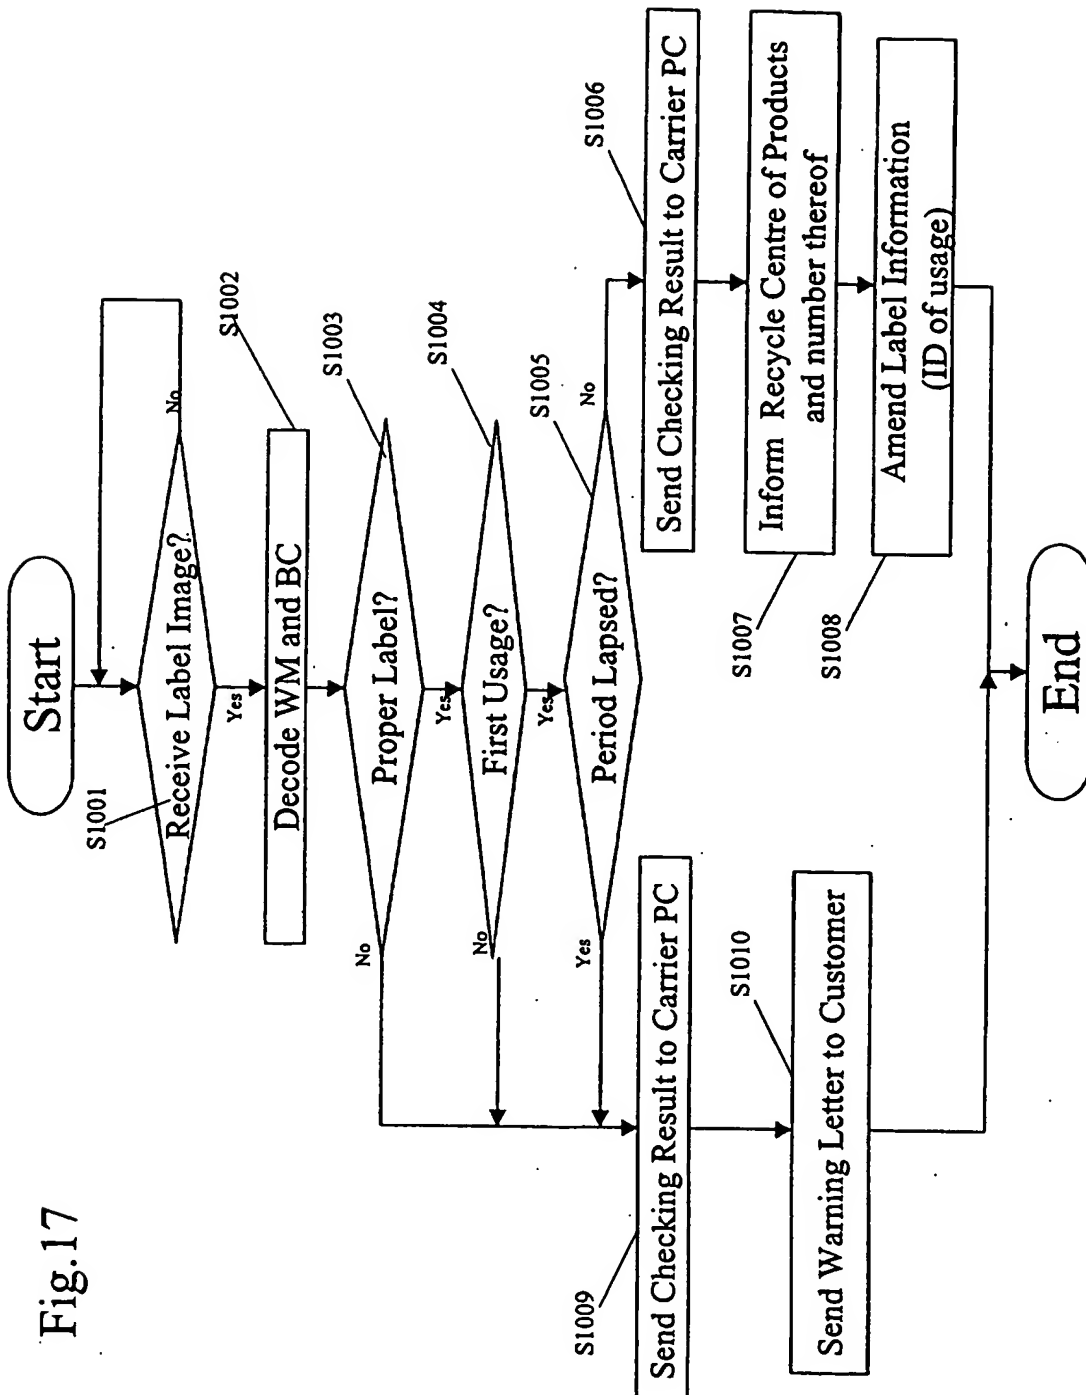 Fig.17
Start
S1001
Receive Label Image?
No
Yes
S1002
Decode WM and BC
S1003
Proper Label?
No
Yes
S1004
First Usage?
No
Yes
S1005
Period Lapsed?
Yes
No
S1006
Send Checking Result to Carrier PC
S1007
Inform Recycle Centre of Products
and number thereof
S1008
Amend Label Information
(ID of usage)
S1009
Send Checking Result to Carrier PC
S1010
Send Warning Letter to Customer
End